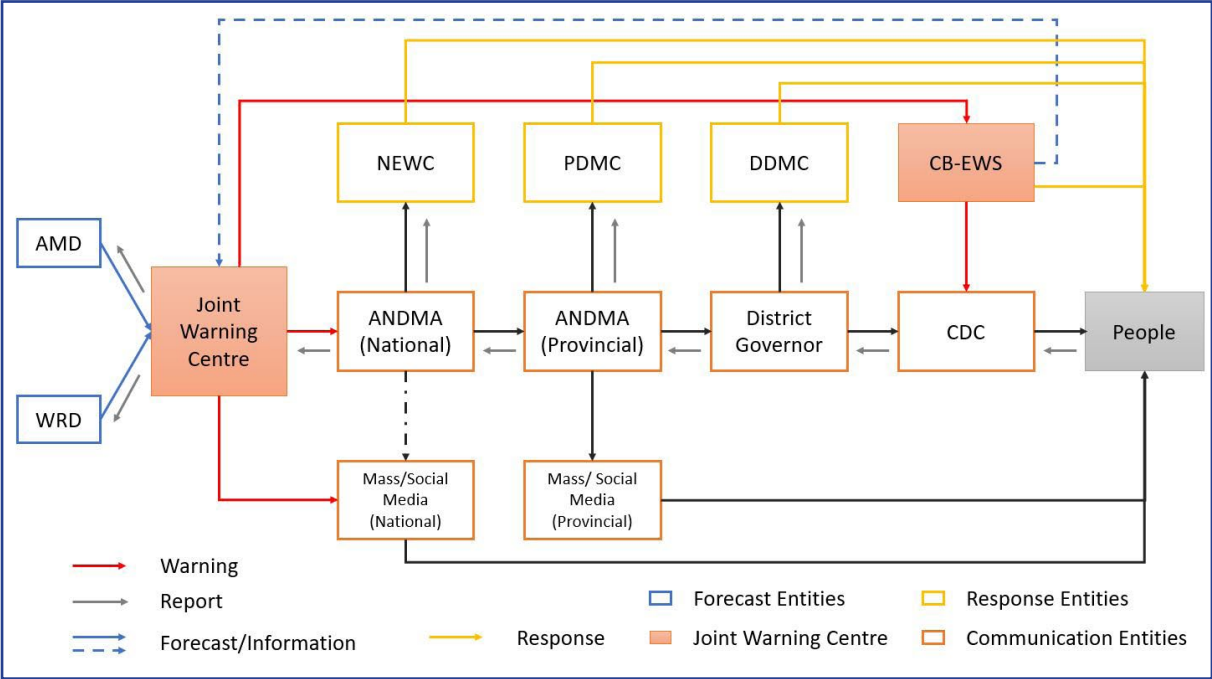 NEWC
PDMC
DDMC
CB-EWS
AMD
Joint
Warning
Centre
ANDMA
(National)
ANDMA
(Provincial)
District
Governor
CDC
People
WRD
Mass/Social
Media
(National)
Mass/ Social
Media
(Provincial)
Warning
Report
Forecast/Information
Response
Forecast Entities
Joint Warning Centre
Response Entities
Communication Entities